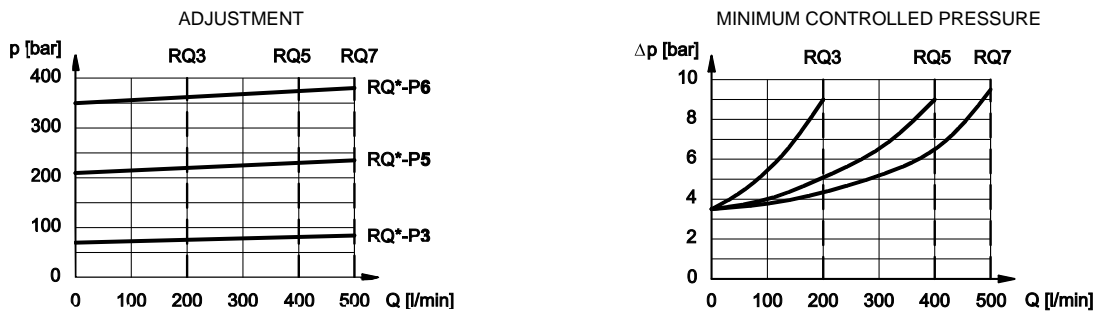 ADJUSTMENT
p [bar]
RQ3 RQ5 RQ7
400
300
200
100
0
RQ*-P6
RQ*-P5
RQ*-P3
0 100 200 300 400 500 Q [l/min]
MINIMUM CONTROLLED PRESSURE
Δp [bar]
RQ3 RQ5 RQ7
10
8
6
4
2
0
0 100 200 300 400 500 Q [l/min]